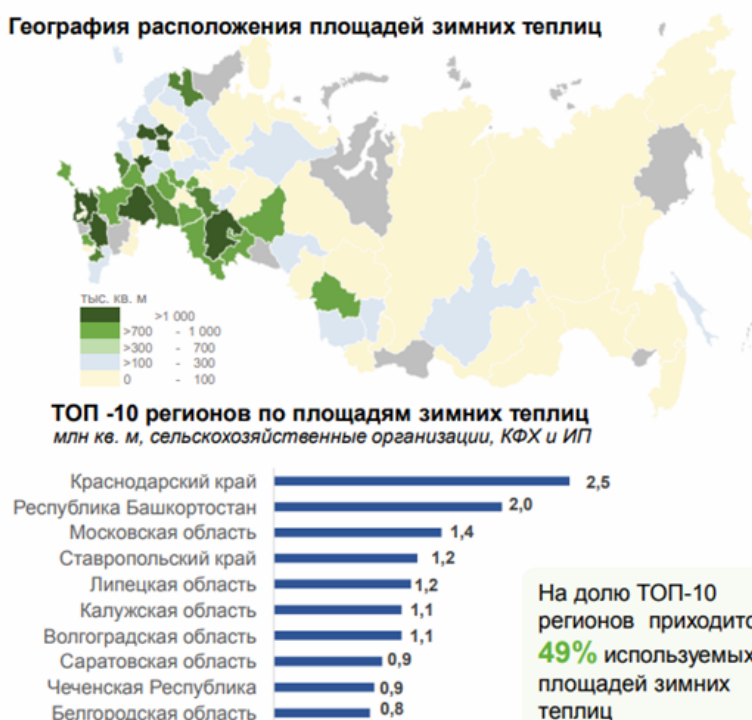 География расположения площадей зимних теплиц
тыс. кв. м
>1 000
>700 - 1 000
>300 - 700
>100 - 300
0 - 100
ТОП -10 регионов по площадям зимних теплиц
млн кв. м, сельскохозяйственные организации, КФХ и ИП
Краснодарский край 2,5
Республика Башкортостан 2,0
Московская область 1,4
Ставропольский край 1,2
Липецкая область 1,2
Калужская область 1,1
Волгоградская область 1,1
Саратовская область 0,9
Чеченская Республика 0,9
Белгородская область 0,8
На долю ТОП-10
регионов приходитс
49% используемых
площадей зимних
теплиц